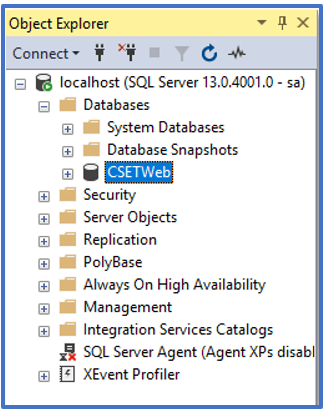 Object Explorer
Connect
localhost (SQL Server 13.0.4001.0 - sa)
Databases
System Databases
Database Snapshots
CSETWeb
Security
Server Objects
Replication
PolyBase
Always On High Availability
Management
Integration Services Catalogs
SQL Server Agent (Agent XPs disabl
XEvent Profiler